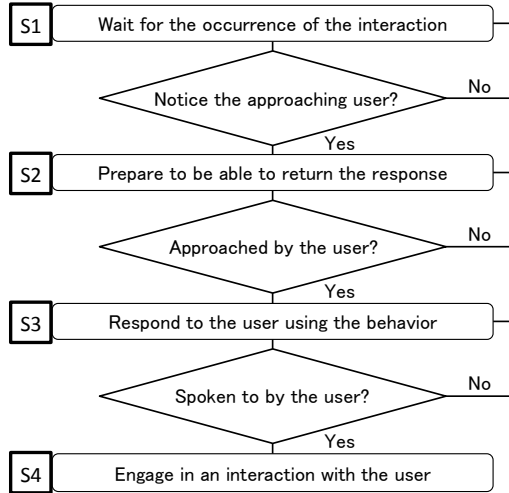 S1 Wait for the occurrence of the interaction
Notice the approaching user?
No
Yes
S2 Prepare to be able to return the response
Approached by the user?
No
Yes
S3 Respond to the user using the behavior
Spoken to by the user?
No
Yes
S4 Engage in an interaction with the user